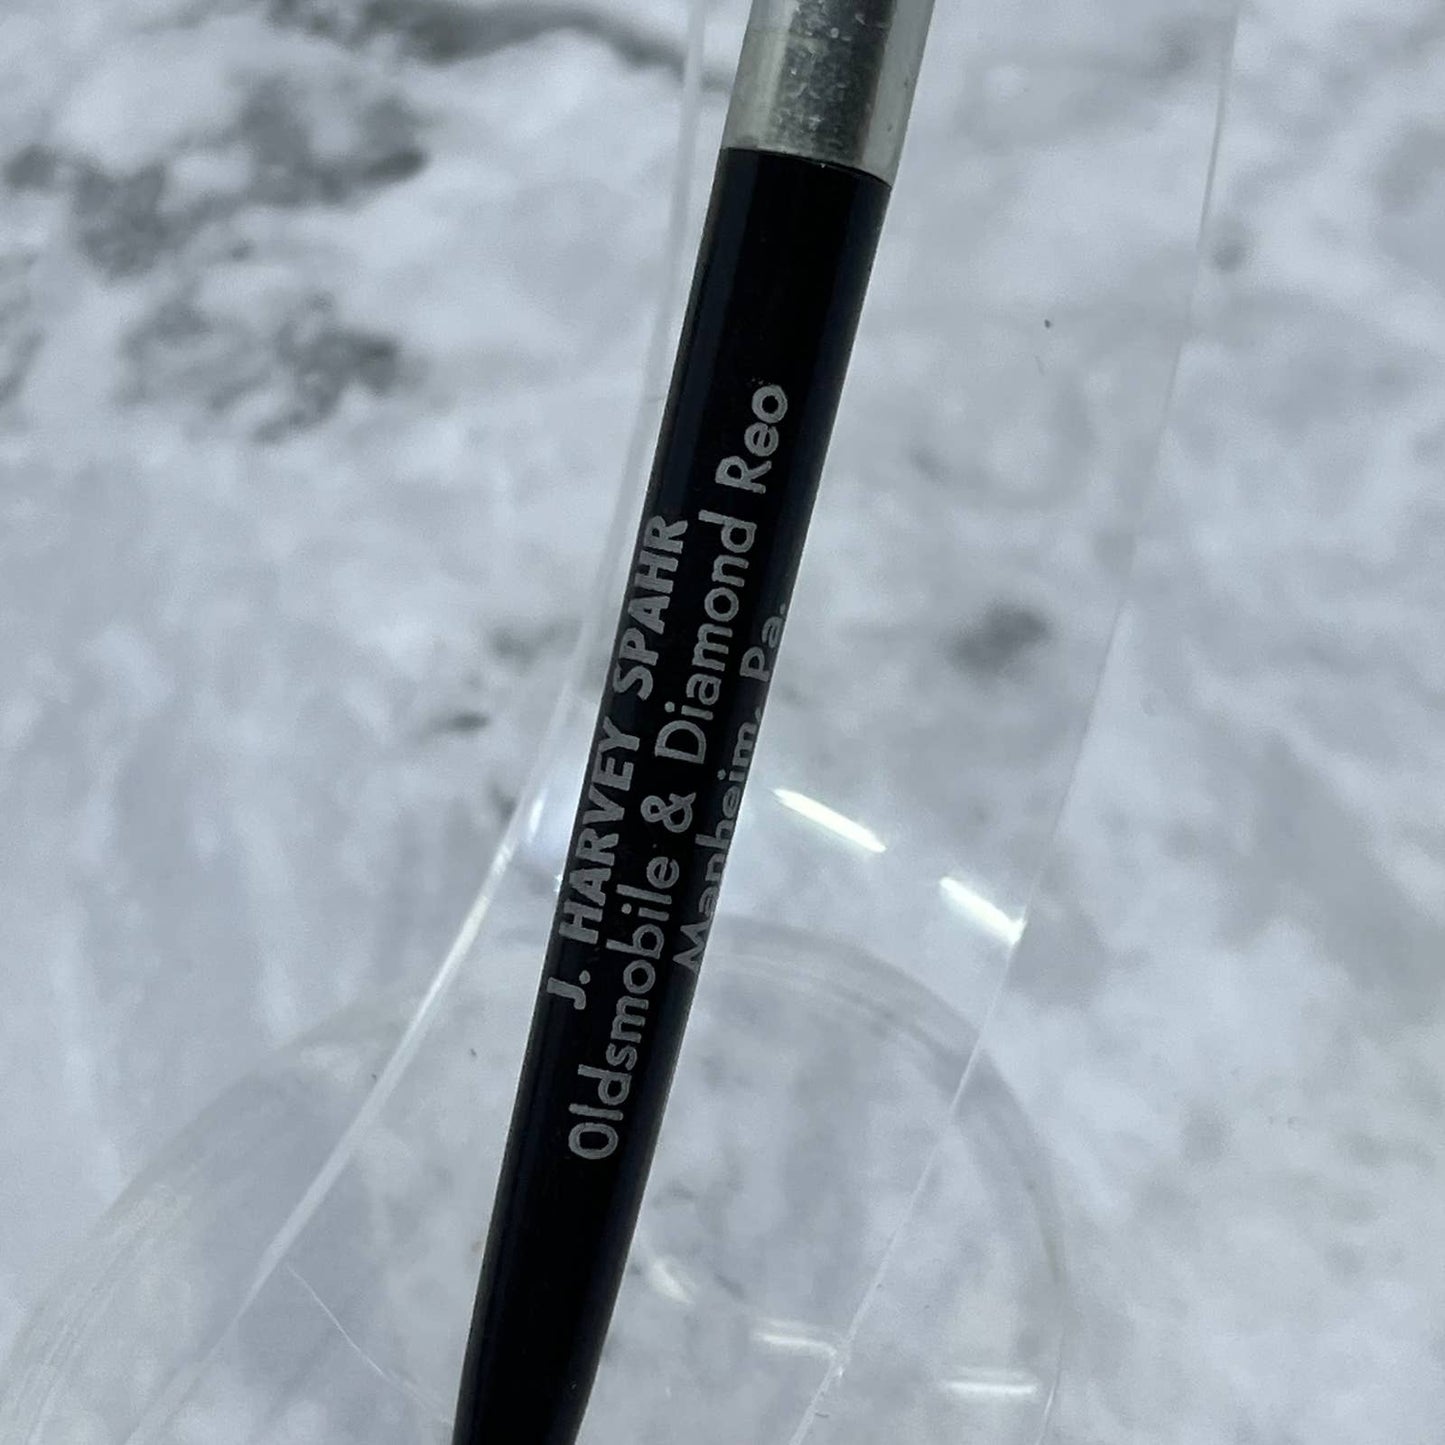 J. HARVEY SPAHR
Oldsmobile & Diamond Reo
Manheim, Pa.